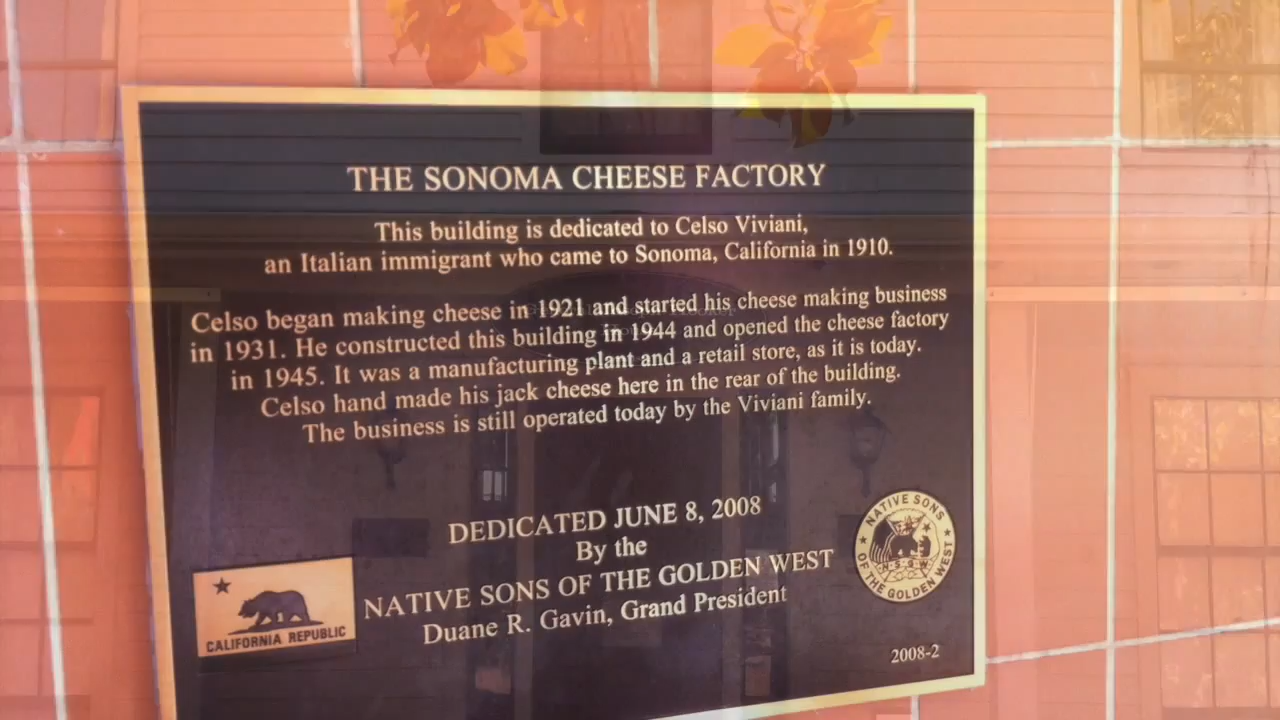 THE SONOMA CHEESE FACTORY
This building is dedicated to Celso Viviani,
an Italian immigrant who came to Sonoma, California in 1910.
Celso began making cheese in 1921 and started his cheese making business
in 1931. He constructed this building in 1944 and opened the cheese factory
in 1945. It was a manufacturing plant and a retail store, as it is today.
Celso hand made his jack cheese here in the rear of the building.
The business is still operated today by the Viviani family.
DEDICATED JUNE 8, 2008
By the
NATIVE SONS OF THE GOLDEN WEST
Duane R. Gavin, Grand President
CALIFORNIA REPUBLIC
NATIVE SONS
OF THE GOLDEN WEST
2008-2